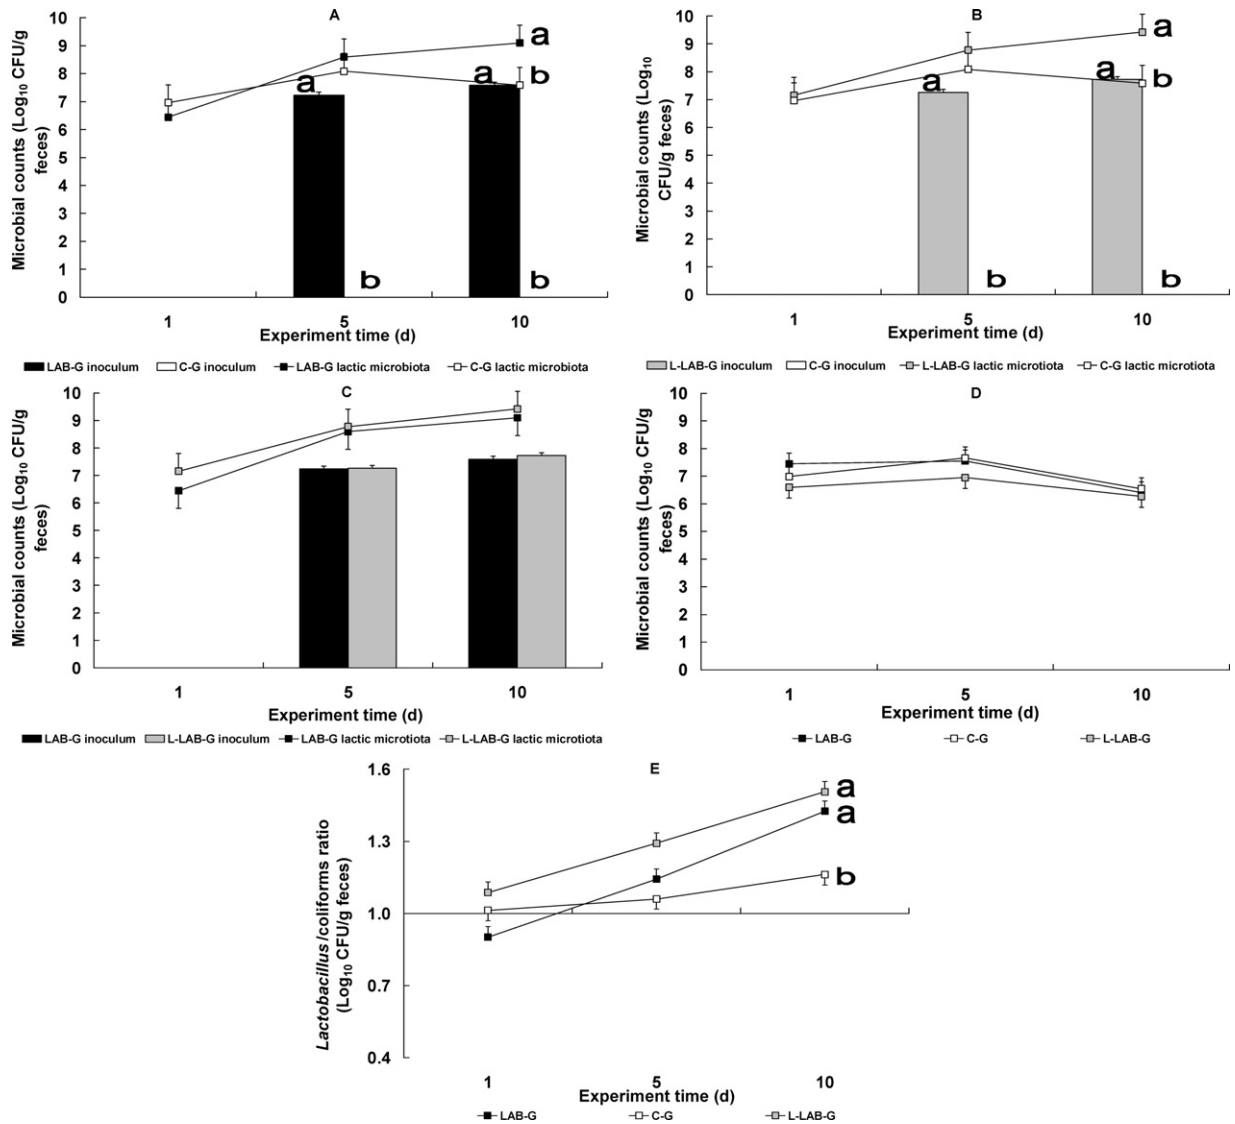 A
Microbial counts (Log10 CFU/g
feces)
10
9
8
7
6
5
4
3
2
1
0
a
a
a
b
b
b
1
5
10
Experiment time (d)
LAB-G inoculum
C-G inoculum
LAB-G lactic microbiota
C-G lactic microbiota
B
Microbial counts (Log10
CFU/g feces)
10
9
8
7
6
5
4
3
2
1
0
a
a
a
b
b
b
1
5
10
Experiment time (d)
L-LAB-G inoculum
C-G inoculum
L-LAB-G lactic microtiota
C-G lactic microbiota
C
Microbial counts (Log10 CFU/g
feces)
10
9
8
7
6
5
4
3
2
1
0
1
5
10
Experiment time (d)
LAB-G inoculum
L-LAB-G inoculum
LAB-G lactic microtiota
L-LAB-G lactic microtiota
D
Microbial counts (Log10 CFU/g
feces)
10
9
8
7
6
5
4
3
2
1
0
1
5
10
Experiment time (d)
LAB-G
C-G
L-LAB-G
E
Lactobacillus/coliforms ratio
(Log10 CFU/g feces)
1.6
1.3
1.0
0.7
0.4
a
a
b
1
5
10
Experiment time (d)
LAB-G
C-G
L-LAB-G